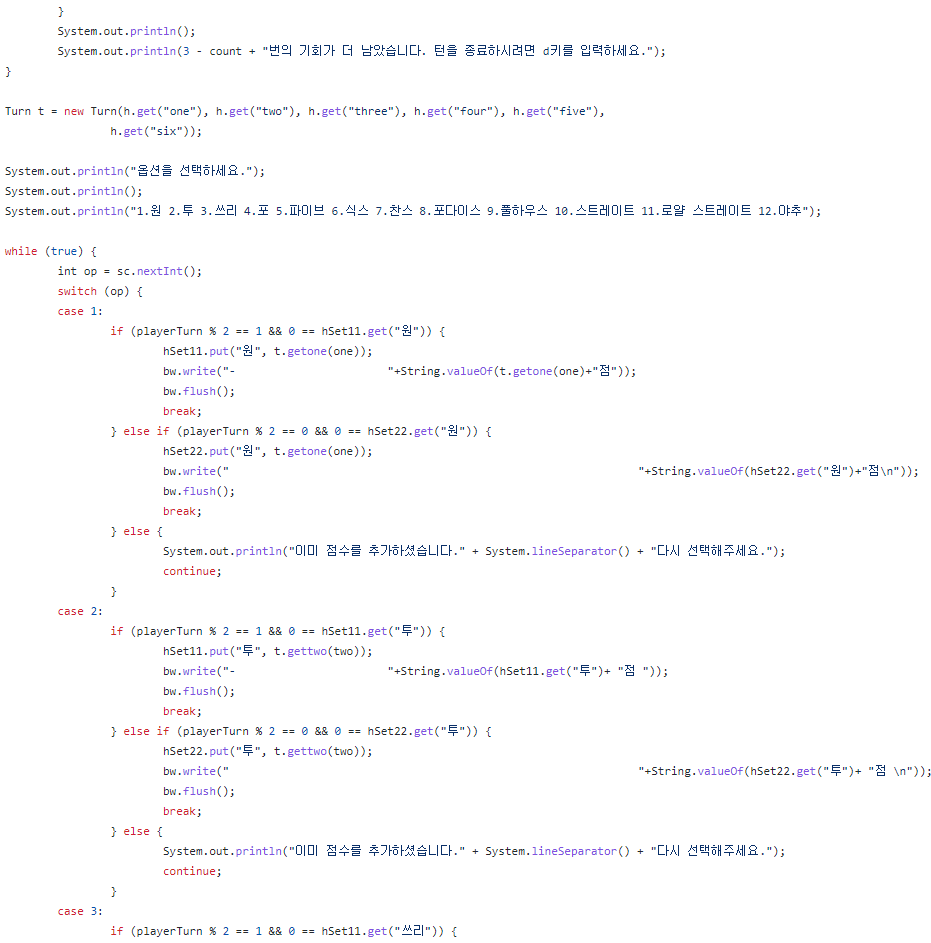 }
        System.out.println();
        System.out.println(3 - count + "번의 기회가 더 남았습니다. 턴을 종료하시려면 d키를 입력하세요.");
}

Turn t = new Turn(h.get("one"), h.get("two"), h.get("three"), h.get("four"), h.get("five"),
                h.get("six"));

System.out.println("옵션을 선택하세요.");
System.out.println();
System.out.println("1.원 2.투 3.쓰리 4.포 5.파이브 6.식스 7.찬스 8.포다이스 9.풀하우스 10.스트레이트 11.로얄 스트레이트 12.야추");

while (true) {
        int op = sc.nextInt();
        switch (op) {
        case 1:
                if (playerTurn % 2 == 1 && 0 == hSet11.get("원")) {
                        hSet11.put("원", t.getone(one));
                        bw.write("-                       "+String.valueOf(t.getone(one)+"점"));
                        bw.flush();
                        break;
                } else if (playerTurn % 2 == 0 && 0 == hSet22.get("원")) {
                        hSet22.put("원", t.getone(one));
                        bw.write("                                                              "+String.valueOf(hSet22.get("원")+"점\n"));
                        bw.flush();
                        break;
                } else {
                        System.out.println("이미 점수를 추가하셨습니다." + System.lineSeparator() + "다시 선택해주세요.");
                        continue;
                }
        case 2:
                if (playerTurn % 2 == 1 && 0 == hSet11.get("투")) {
                        hSet11.put("투", t.gettwo(two));
                        bw.write("-                       "+String.valueOf(hSet11.get("투")+ "점 "));
                        bw.flush();
                        break;
                } else if (playerTurn % 2 == 0 && 0 == hSet22.get("투")) {
                        hSet22.put("투", t.gettwo(two));
                        bw.write("                                                              "+String.valueOf(hSet22.get("투")+ "점 \n"));
                        bw.flush();
                        break;
                } else {
                        System.out.println("이미 점수를 추가하셨습니다." + System.lineSeparator() + "다시 선택해주세요.");
                        continue;
                }
        case 3:
                if (playerTurn % 2 == 1 && 0 == hSet11.get("쓰리")) {